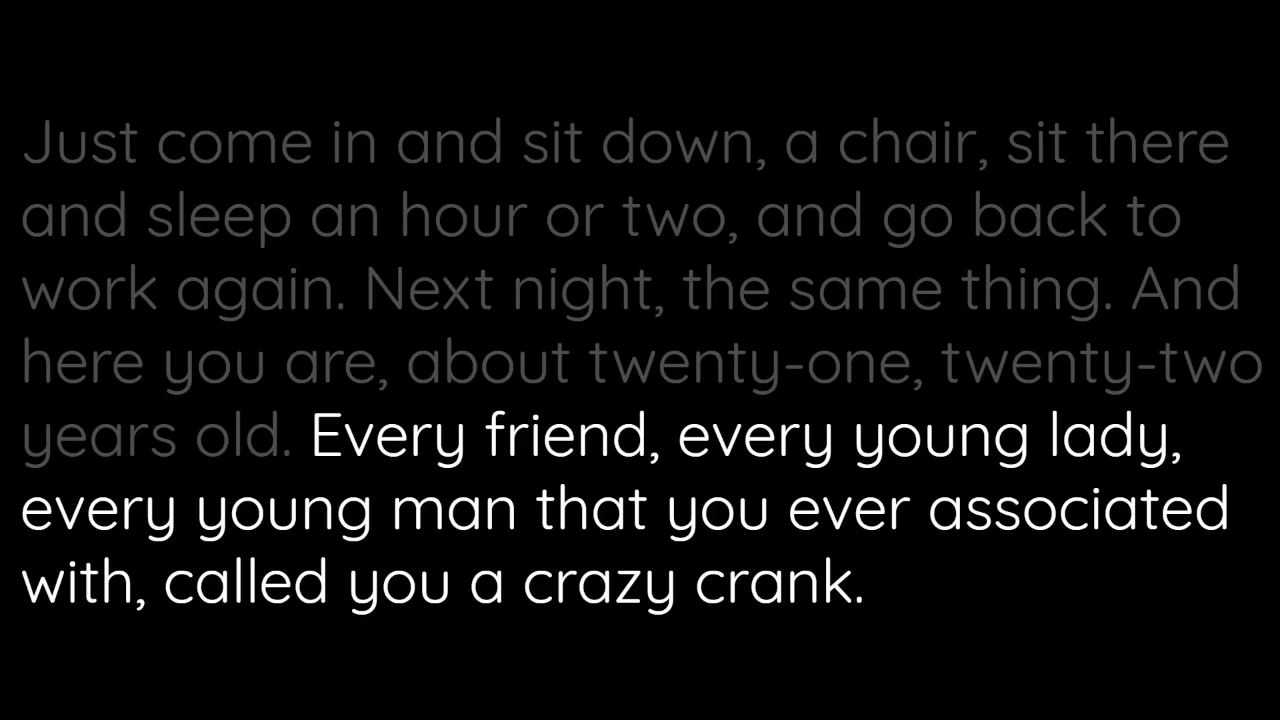 Just come in and sit down, a chair, sit there
and sleep an hour or two, and go back to
work again. Next night, the same thing. And
here you are, about twenty-one, twenty-two
years old. Every friend, every young lady,
every young man that you ever associated
with, called you a crazy crank.